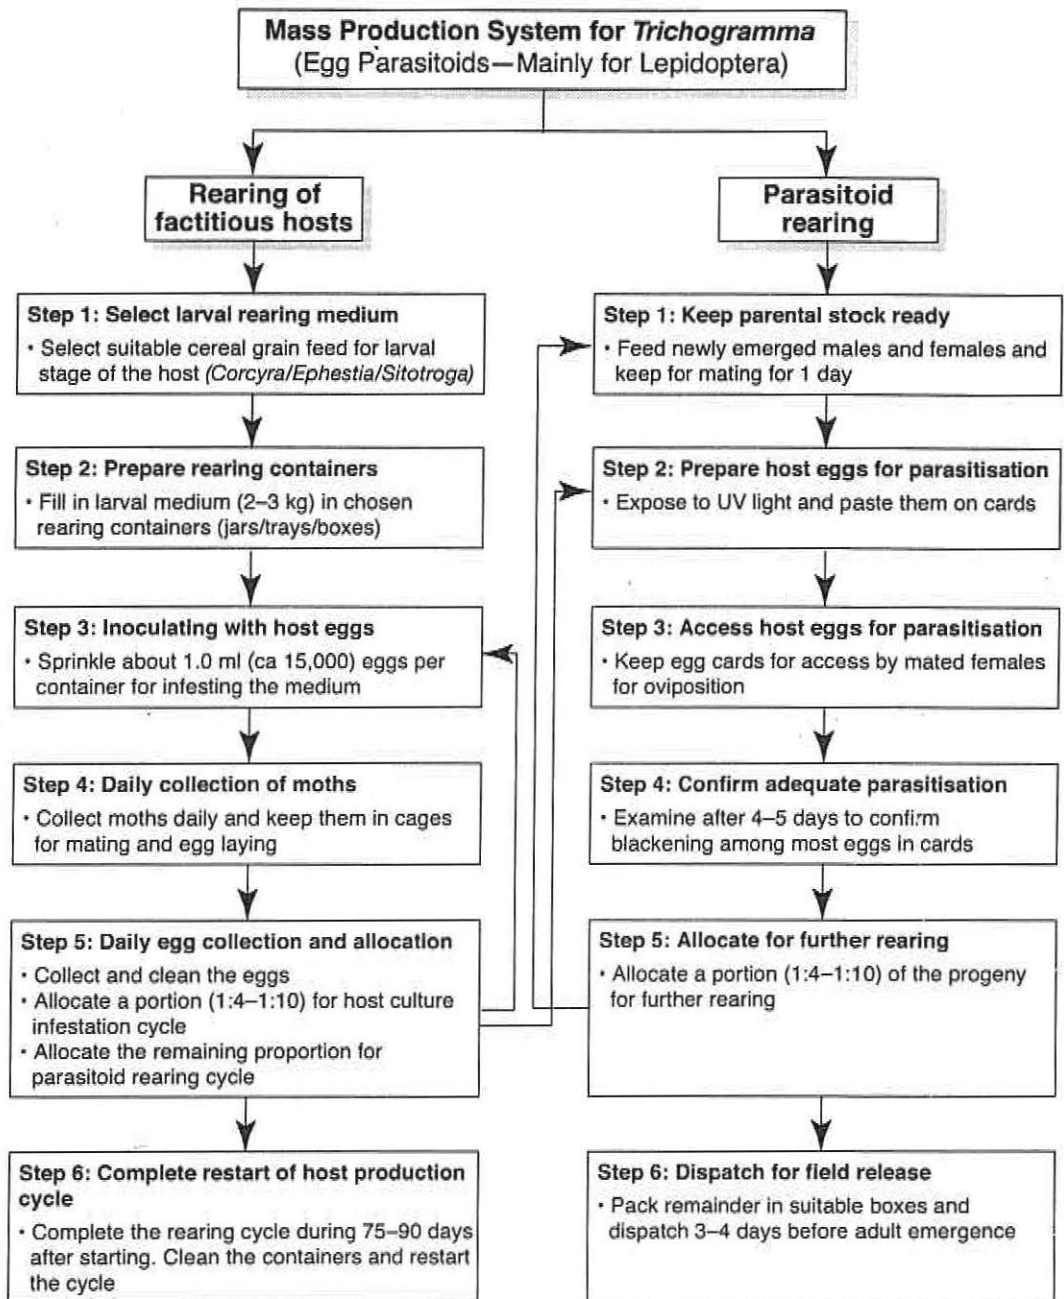 Mass Production System for Trichogramma
(Egg Parasitoids—Mainly for Lepidoptera)
Rearing of
factitious hosts
Step 1: Select larval rearing medium
• Select suitable cereal grain feed for larval
stage of the host (Corcyra/Ephestia/Sitotroga)
Step 2: Prepare rearing containers
• Fill in larval medium (2–3 kg) in chosen
rearing containers (jars/trays/boxes)
Step 3: Inoculating with host eggs
• Sprinkle about 1.0 ml (ca 15,000) eggs per
container for infesting the medium
Step 4: Daily collection of moths
• Collect moths daily and keep them in cages
for mating and egg laying
Step 5: Daily egg collection and allocation
• Collect and clean the eggs
• Allocate a portion (1:4–1:10) for host culture
infestation cycle
• Allocate the remaining proportion for
parasitoid rearing cycle
Step 6: Complete restart of host production
cycle
• Complete the rearing cycle during 75–90 days
after starting. Clean the containers and restart
the cycle
Parasitoid
rearing
Step 1: Keep parental stock ready
• Feed newly emerged males and females and
keep for mating for 1 day
Step 2: Prepare host eggs for parasitisation
• Expose to UV light and paste them on cards
Step 3: Access host eggs for parasitisation
• Keep egg cards for access by mated females
for oviposition
Step 4: Confirm adequate parasitisation
• Examine after 4–5 days to confirm
blackening among most eggs in cards
Step 5: Allocate for further rearing
• Allocate a portion (1:4–1:10) of the progeny
for further rearing
Step 6: Dispatch for field release
• Pack remainder in suitable boxes and
dispatch 3–4 days before adult emergence